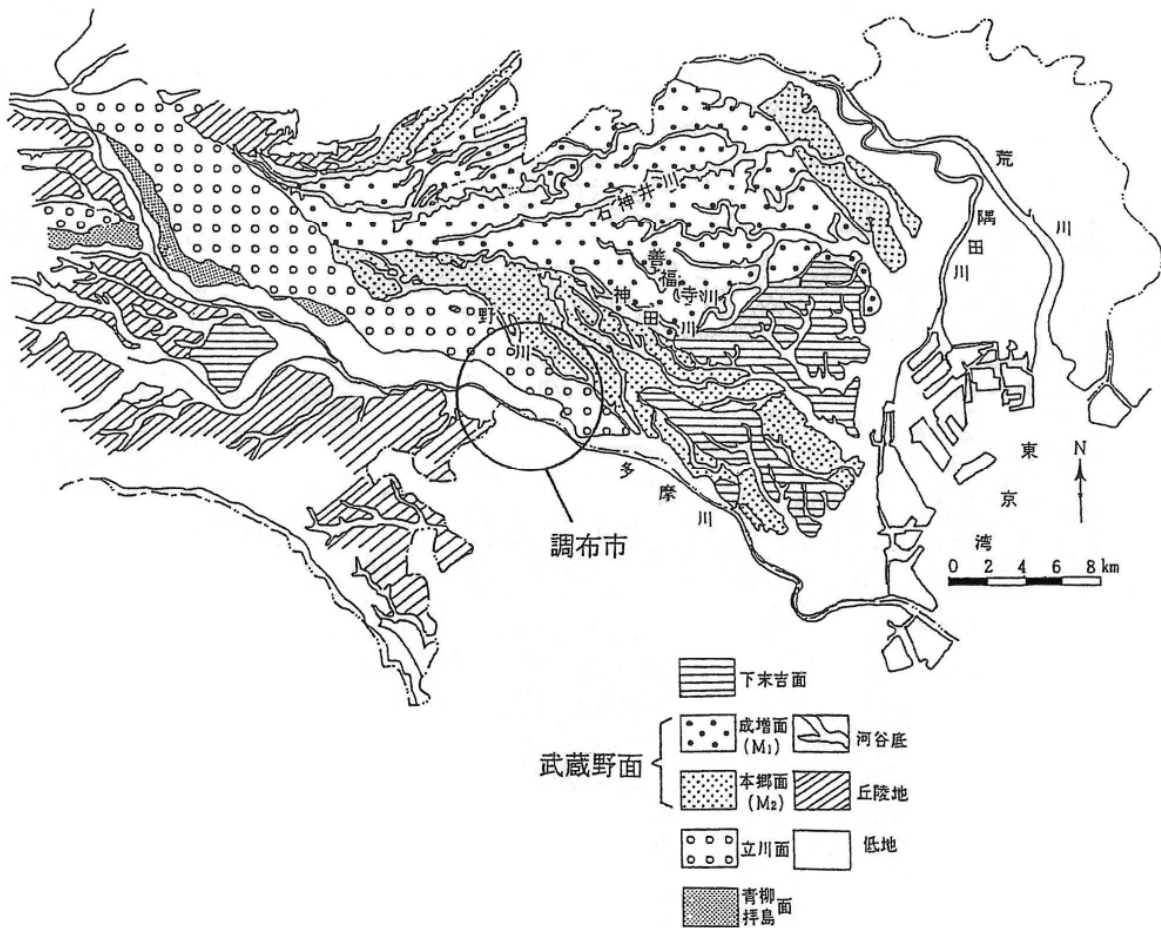 荒川
隅田川
石神井川
善福寺川
神田川
野川
多摩川
東京湾
N
調布市
0 2 4 6 8 km
下末吉面
武蔵野面
成増面
(M₁)
河谷底
本郷面
(M₂)
丘陵地
立川面
低地
青柳
拝島
面